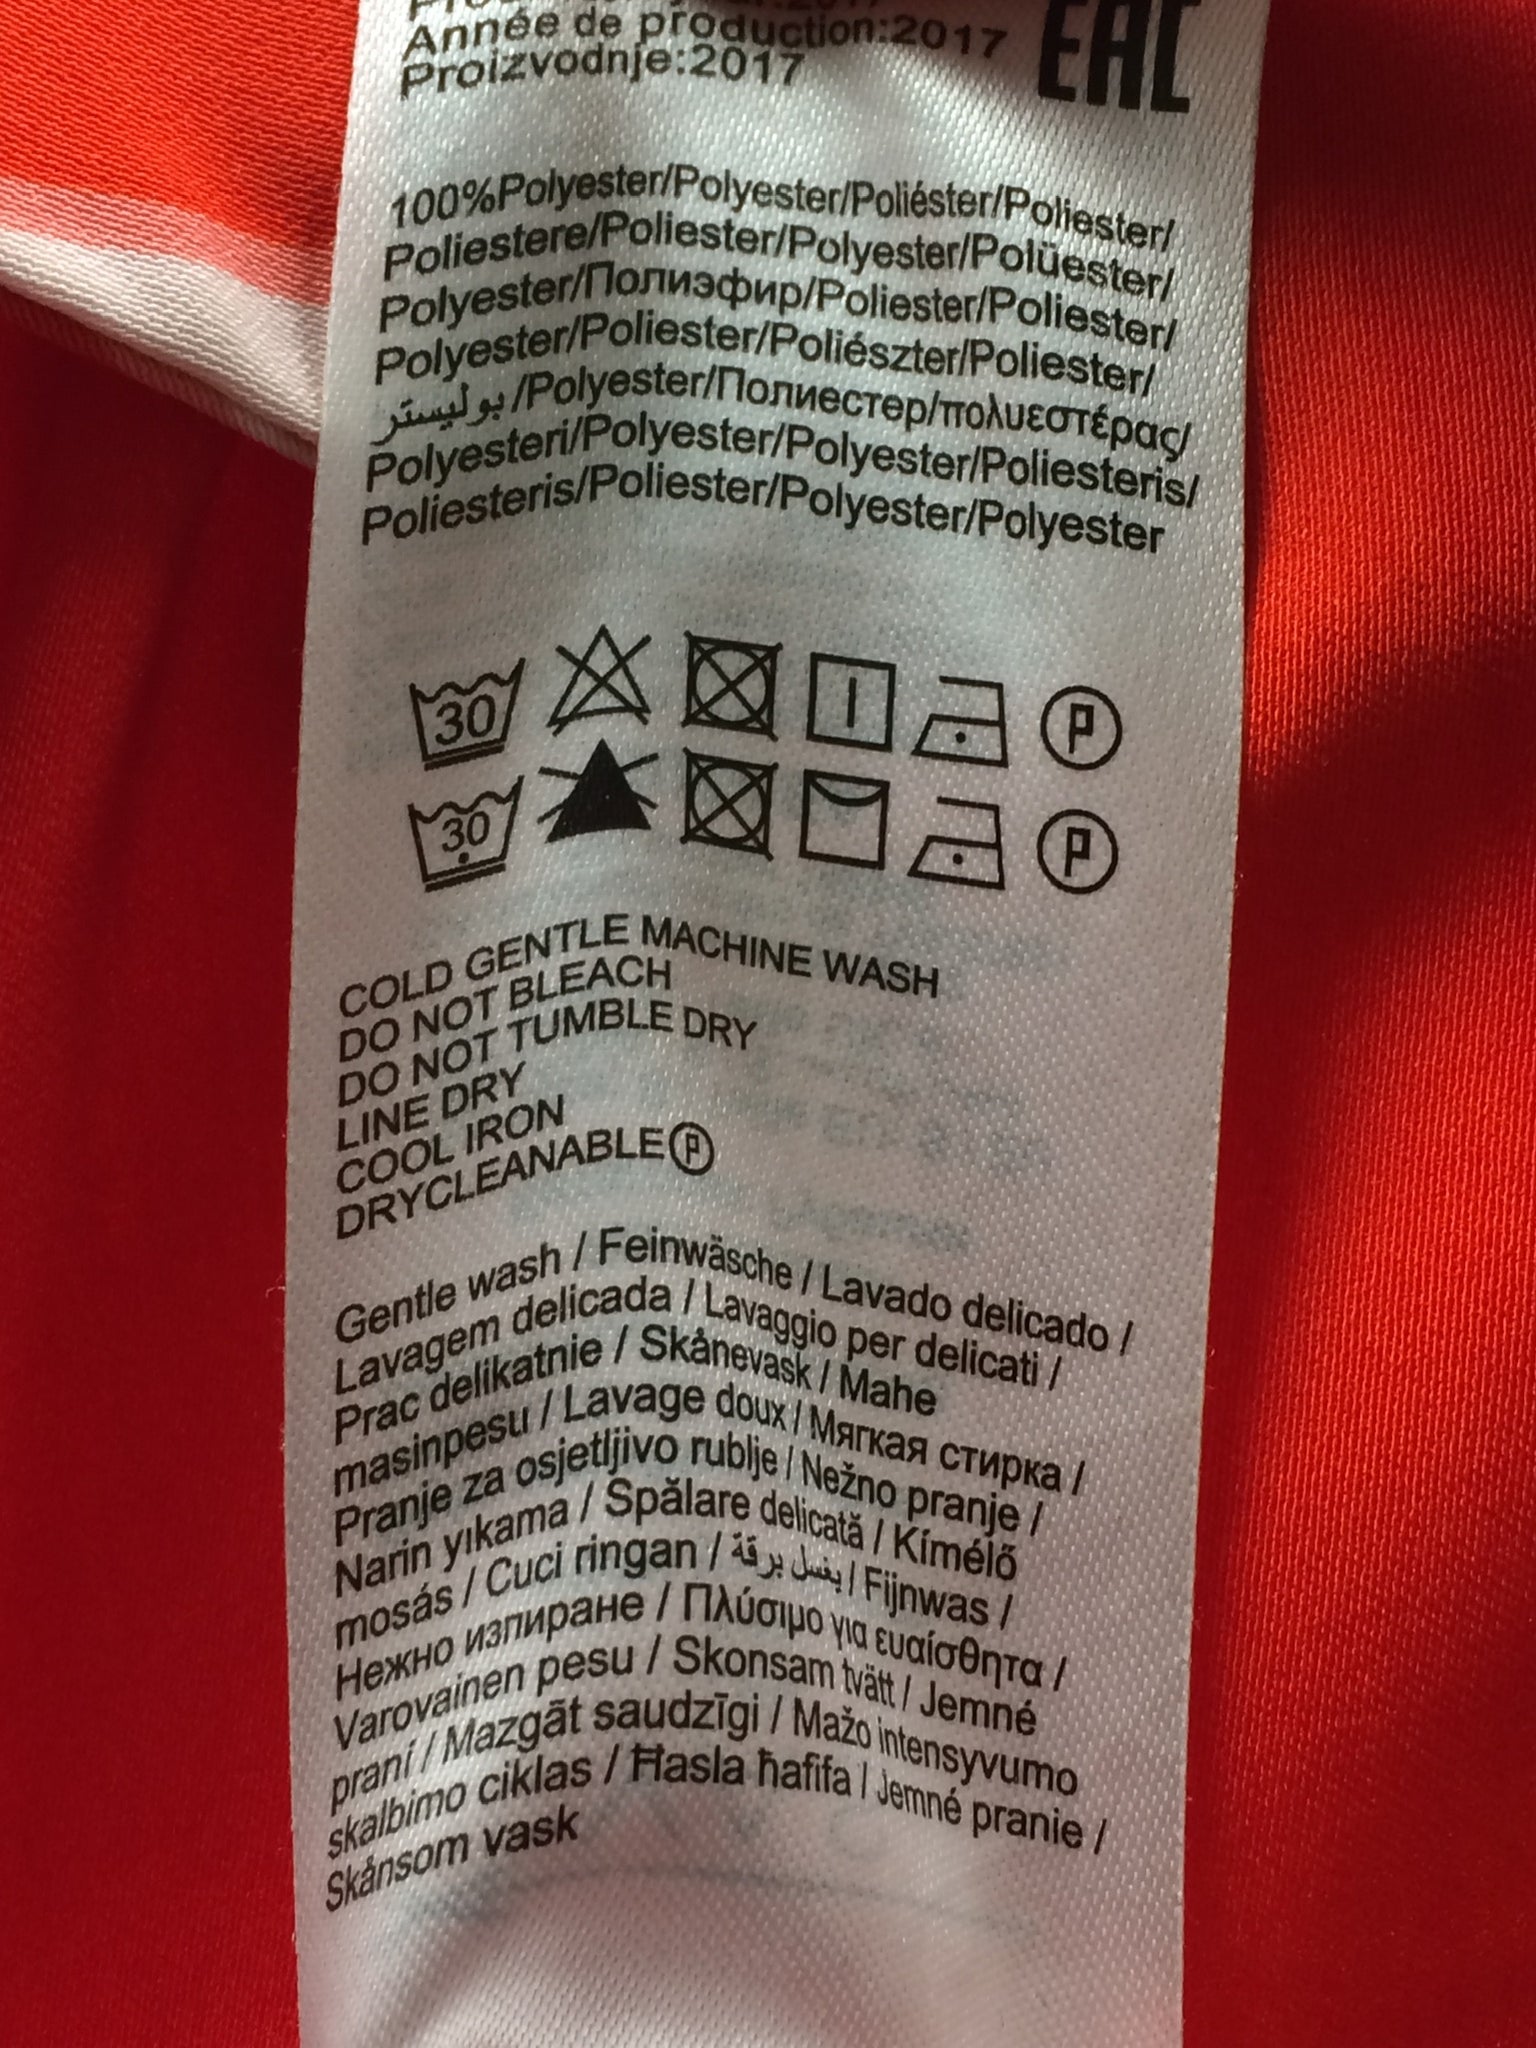 Année de production:2017
Proizvodnje:2017
EAC
100%Polyester/Polyester/Poliéster/Poliester/
Poliestere/Poliester/Polyester/Polüester/
Polyester/Полиэфир/Poliester/Poliester/
Polyester/Poliester/Poliészter/Poliester/
بوليستر/Polyester/Полиестер/πολυεστέρας/
Polyesteri/Polyester/Polyester/Poliesteris/
Poliesteris/Poliester/Polyester/Polyester
30 P
30 P
COLD GENTLE MACHINE WASH
DO NOT BLEACH
DO NOT TUMBLE DRY
LINE DRY
COOL IRON
DRYCLEANABLE P
Gentle wash / Feinwäsche / Lavado delicado /
Lavagem delicada / Lavaggio per delicati /
Prac delikatnie / Skånevask / Mahe
masinpesu / Lavage doux / Мягкая стирка /
Pranje za osjetljivo rublje / Nežno pranje /
Narin yıkama / Spălare delicată / Kímélő
mosás / Cuci ringan / يغسل برقة / Fijnwas /
Нежно изпиране / Πλύσιμο για ευαίσθητα /
Varovainen pesu / Skonsam tvätt / Jemné
praní / Mazgāt saudzīgi / Mažo intensyvumo
skalbimo ciklas / Ħasla ħafifa / Jemné pranie /
Skånsom vask